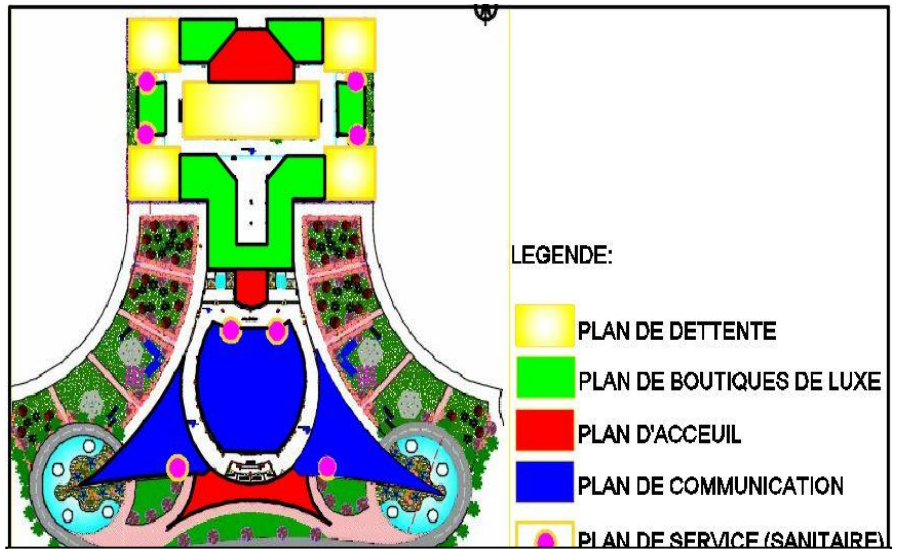 LEGENDE:
PLAN DE DETTENTE
PLAN DE BOUTIQUES DE LUXE
PLAN D'ACCEUIL
PLAN DE COMMUNICATION
PLAN DE SERVICE (SANITAIRE)